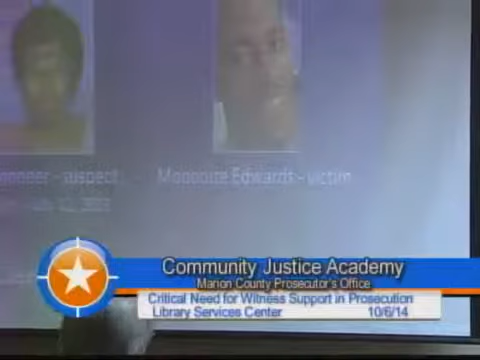 - suspect
Edwards - victim
Community Justice Academy
Marion County Prosecutor's Office
Critical Need for Witness Support in Prosecution
Library Services Center 10/6/14